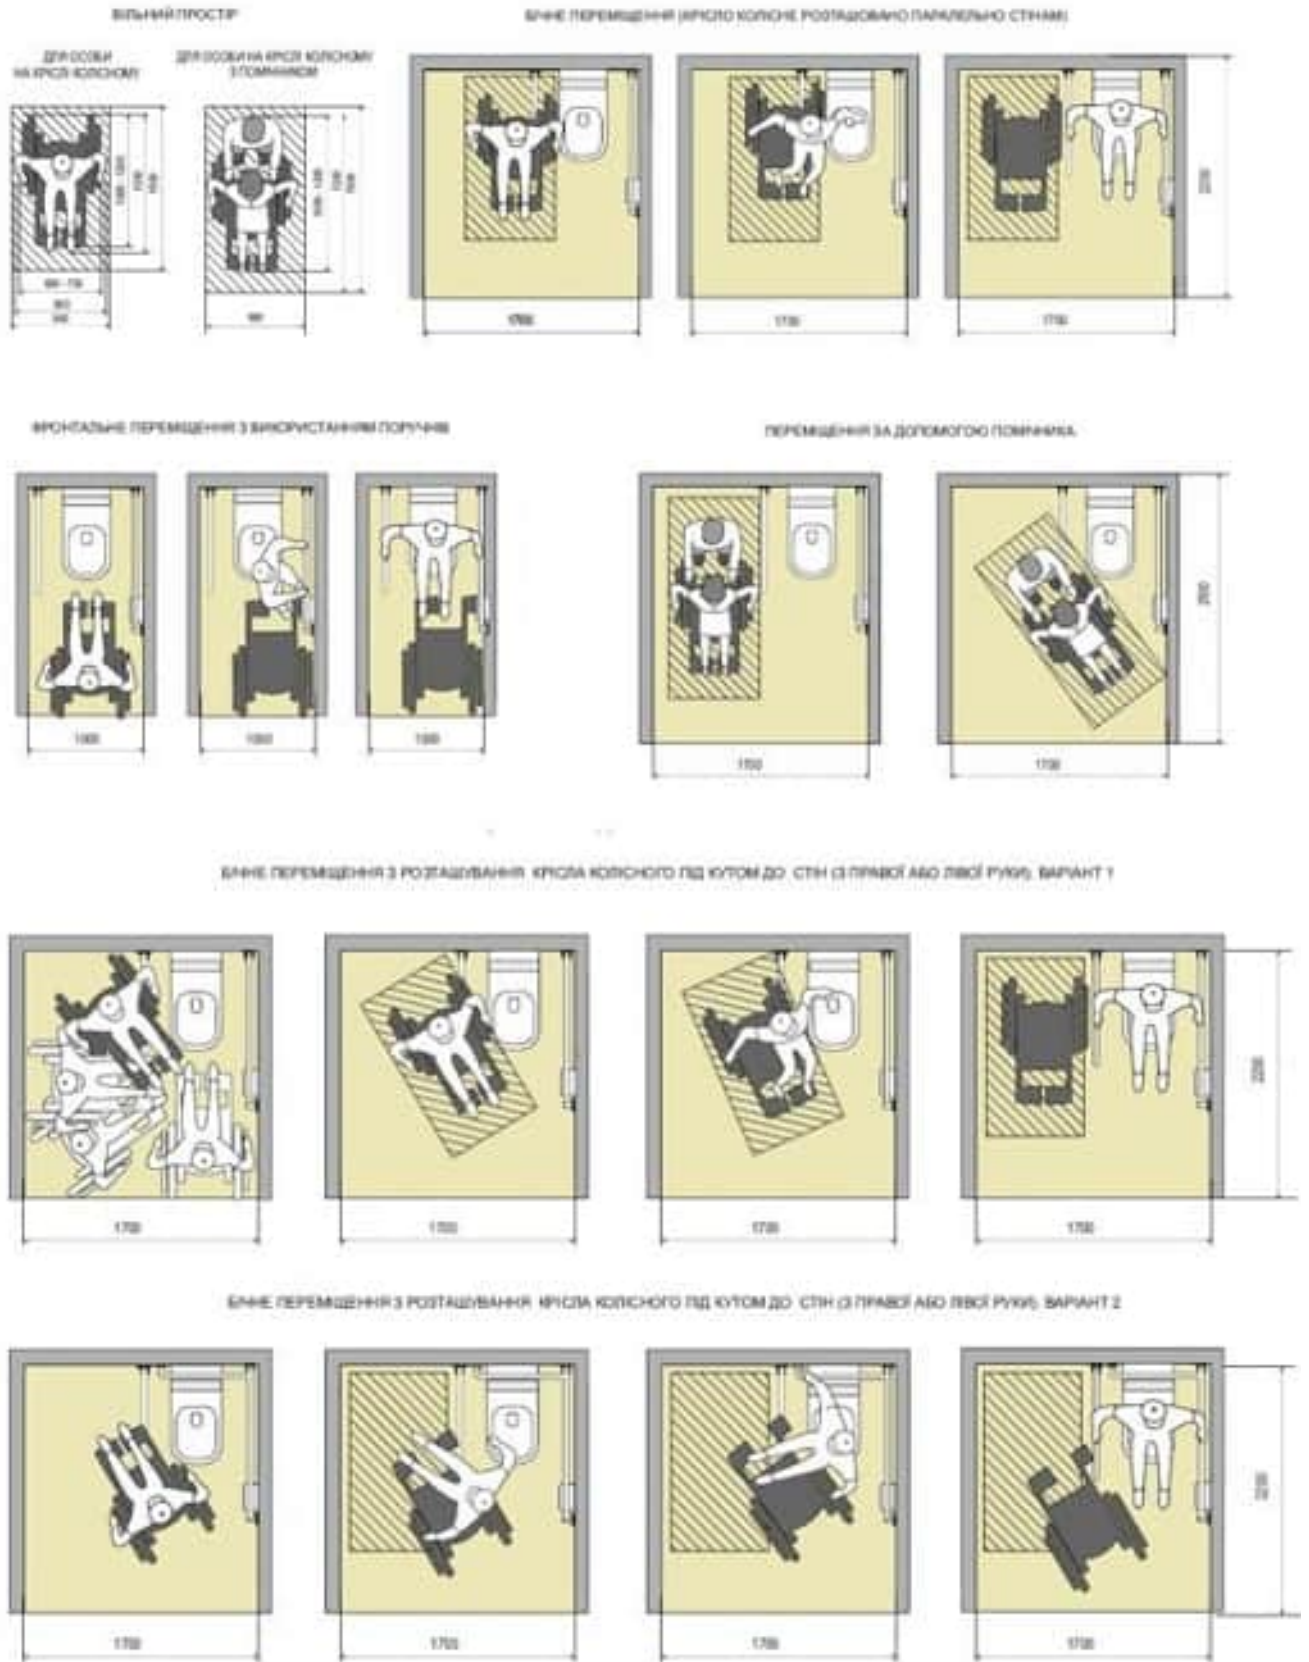 ВІЛЬНИЙ ПРОСТІР
БІЧНЕ ПЕРЕМІЩЕННЯ (КРІСЛО КОЛІСНЕ РОЗТАШОВАНО ПАРАЛЕЛЬНО СТІНАМ)
ДЛЯ ОСОБИ
НА КРІСЛІ КОЛІСНОМУ
ДЛЯ ОСОБИ НА КРІСЛІ КОЛІСНОМУ
З ПОМІЧНИКОМ
1700
1700
1700
ФРОНТАЛЬНЕ ПЕРЕМІЩЕННЯ З ВИКОРИСТАННЯМ ПОРУЧНІВ
ПЕРЕМІЩЕННЯ ЗА ДОПОМОГОЮ ПОМІЧНИКА
1700
1700
БІЧНЕ ПЕРЕМІЩЕННЯ З РОЗТАШУВАННЯ КРІСЛА КОЛІСНОГО ПІД КУТОМ ДО СТІН (З ПРАВОЇ АБО ЛІВОЇ РУКИ). ВАРІАНТ 1
2200
1700
1700
1700
1700
БІЧНЕ ПЕРЕМІЩЕННЯ З РОЗТАШУВАННЯ КРІСЛА КОЛІСНОГО ПІД КУТОМ ДО СТІН (З ПРАВОЇ АБО ЛІВОЇ РУКИ). ВАРІАНТ 2
2200
1700
1700
1700
1700